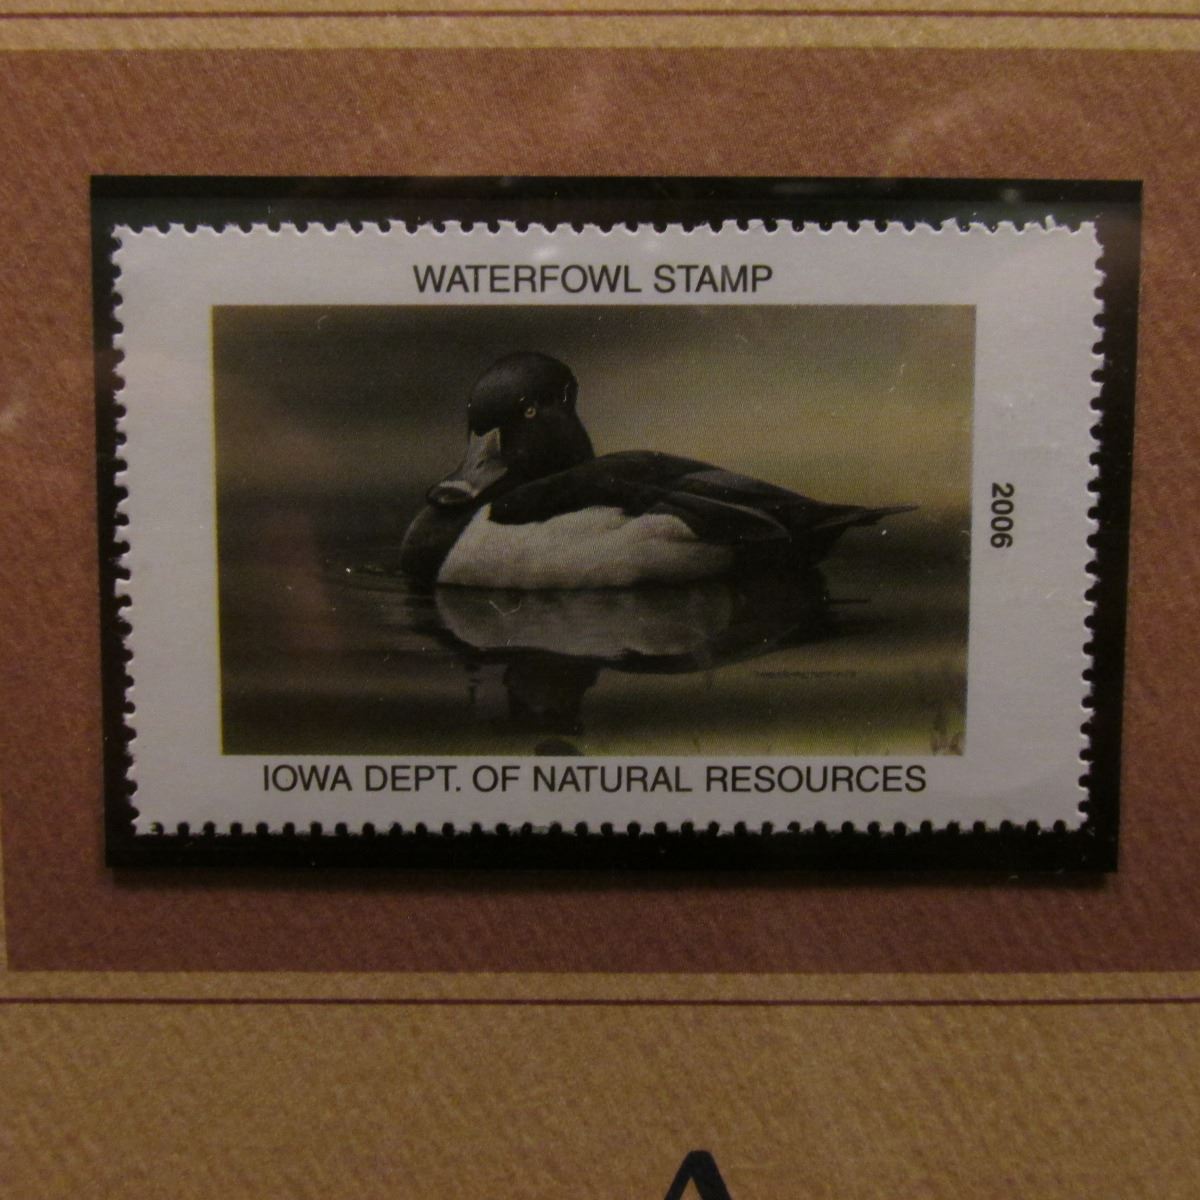 WATERFOWL STAMP
2006
IOWA DEPT. OF NATURAL RESOURCES